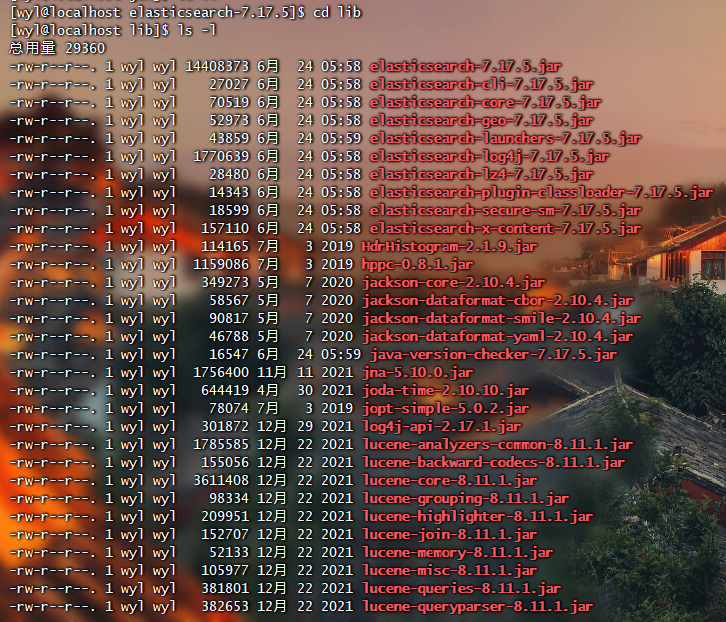 [wyl@localhost elasticsearch-7.17.5]$ cd lib
[wyl@localhost lib]$ ls -l
总用量 29360
-rw-r--r--. 1 wyl wyl 14408373 6月  24 05:58 elasticsearch-7.17.5.jar
-rw-r--r--. 1 wyl wyl    27027 6月  24 05:58 elasticsearch-cli-7.17.5.jar
-rw-r--r--. 1 wyl wyl    70519 6月  24 05:58 elasticsearch-core-7.17.5.jar
-rw-r--r--. 1 wyl wyl    52973 6月  24 05:58 elasticsearch-geo-7.17.5.jar
-rw-r--r--. 1 wyl wyl    43859 6月  24 05:59 elasticsearch-launchers-7.17.5.jar
-rw-r--r--. 1 wyl wyl  1770639 6月  24 05:58 elasticsearch-log4j-7.17.5.jar
-rw-r--r--. 1 wyl wyl    28480 6月  24 05:58 elasticsearch-lz4-7.17.5.jar
-rw-r--r--. 1 wyl wyl    14343 6月  24 05:58 elasticsearch-plugin-classloader-7.17.5.jar
-rw-r--r--. 1 wyl wyl    18599 6月  24 05:58 elasticsearch-secure-sm-7.17.5.jar
-rw-r--r--. 1 wyl wyl   157110 6月  24 05:58 elasticsearch-x-content-7.17.5.jar
-rw-r--r--. 1 wyl wyl   114165 7月   3 2019 HdrHistogram-2.1.9.jar
-rw-r--r--. 1 wyl wyl  1159086 7月   3 2019 hppc-0.8.1.jar
-rw-r--r--. 1 wyl wyl   349273 5月   7 2020 jackson-core-2.10.4.jar
-rw-r--r--. 1 wyl wyl    58567 5月   7 2020 jackson-dataformat-cbor-2.10.4.jar
-rw-r--r--. 1 wyl wyl    90817 5月   7 2020 jackson-dataformat-smile-2.10.4.jar
-rw-r--r--. 1 wyl wyl    46788 5月   7 2020 jackson-dataformat-yaml-2.10.4.jar
-rw-r--r--. 1 wyl wyl    16547 6月  24 05:59 java-version-checker-7.17.5.jar
-rw-r--r--. 1 wyl wyl  1756400 11月 11 2021 jna-5.10.0.jar
-rw-r--r--. 1 wyl wyl   644419 4月  30 2021 joda-time-2.10.10.jar
-rw-r--r--. 1 wyl wyl    78074 7月   3 2019 jopt-simple-5.0.2.jar
-rw-r--r--. 1 wyl wyl   301872 12月 29 2021 log4j-api-2.17.1.jar
-rw-r--r--. 1 wyl wyl  1785585 12月 22 2021 lucene-analyzers-common-8.11.1.jar
-rw-r--r--. 1 wyl wyl   155056 12月 22 2021 lucene-backward-codecs-8.11.1.jar
-rw-r--r--. 1 wyl wyl  3611408 12月 22 2021 lucene-core-8.11.1.jar
-rw-r--r--. 1 wyl wyl    98334 12月 22 2021 lucene-grouping-8.11.1.jar
-rw-r--r--. 1 wyl wyl   209951 12月 22 2021 lucene-highlighter-8.11.1.jar
-rw-r--r--. 1 wyl wyl   152707 12月 22 2021 lucene-join-8.11.1.jar
-rw-r--r--. 1 wyl wyl    52133 12月 22 2021 lucene-memory-8.11.1.jar
-rw-r--r--. 1 wyl wyl   105977 12月 22 2021 lucene-misc-8.11.1.jar
-rw-r--r--. 1 wyl wyl   381801 12月 22 2021 lucene-queries-8.11.1.jar
-rw-r--r--. 1 wyl wyl   382653 12月 22 2021 lucene-queryparser-8.11.1.jar